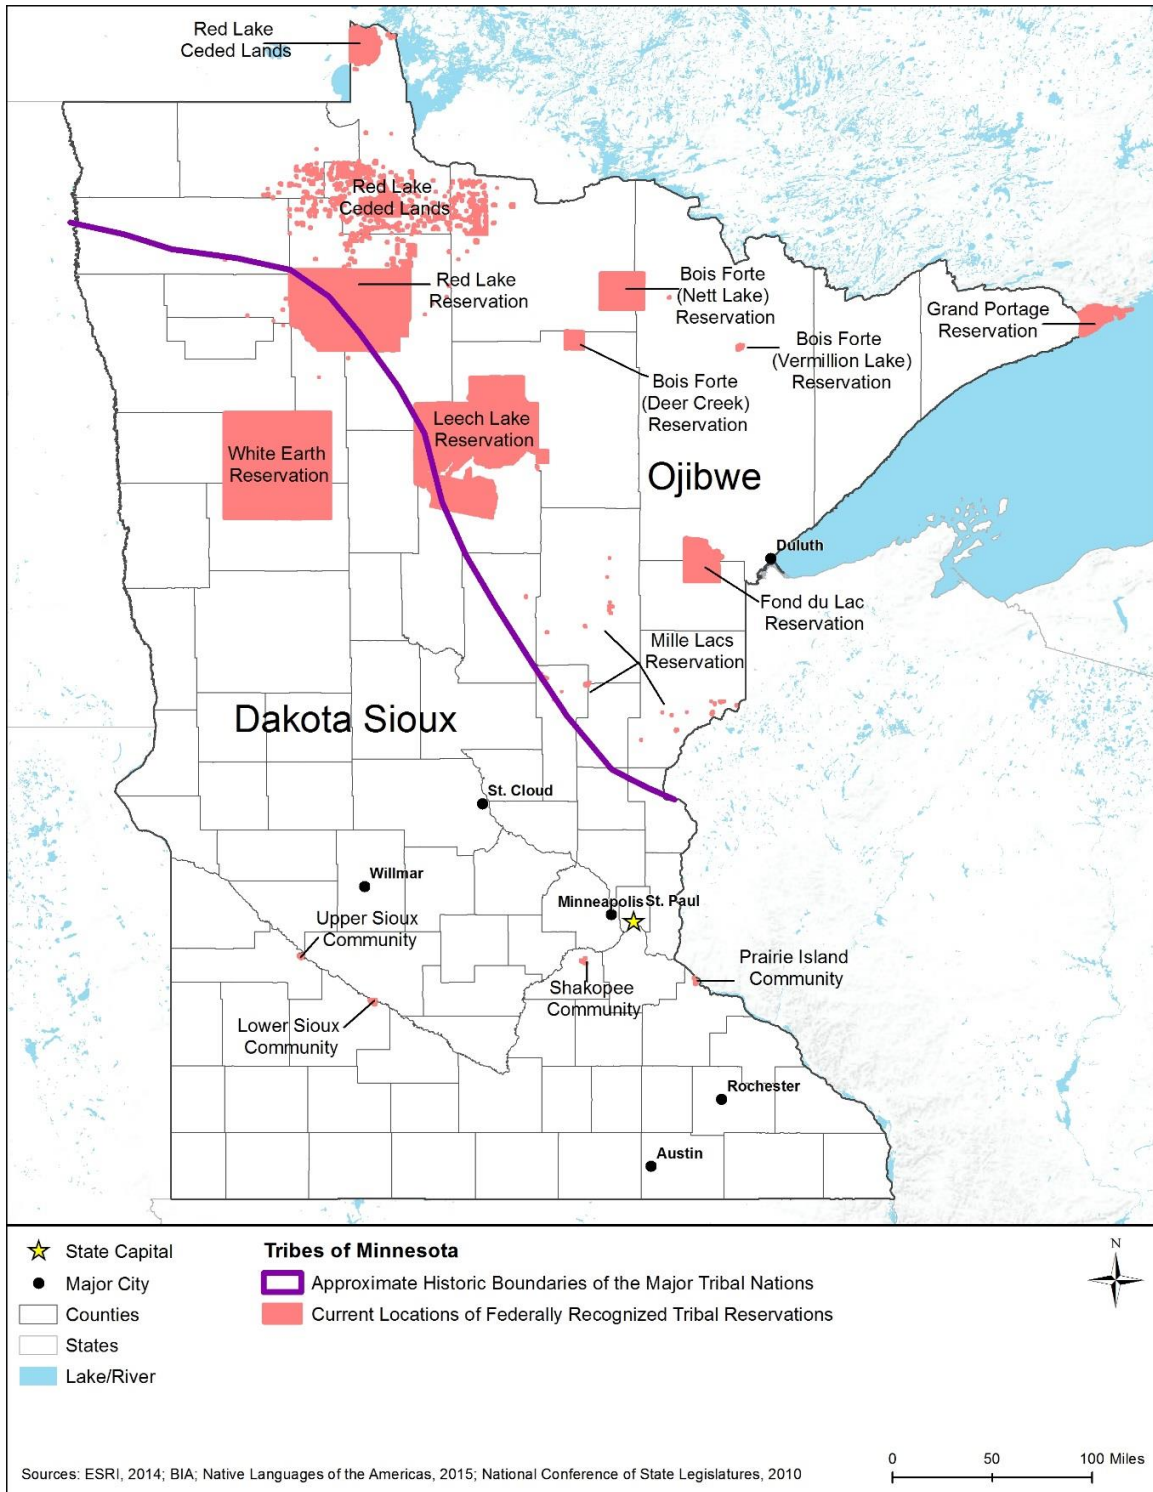 Red Lake
Ceded Lands
Red Lake
Ceded Lands
Red Lake
Reservation
Bois Forte
(Nett Lake)
Reservation
Grand Portage
Reservation
Bois Forte
(Vermillion Lake)
Reservation
Bois Forte
(Deer Creek)
Reservation
Leech Lake
Reservation
White Earth
Reservation
Ojibwe
Duluth
Fond du Lac
Reservation
Mille Lacs
Reservation
Dakota Sioux
St. Cloud
Willmar
Minneapolis
St. Paul
Upper Sioux
Community
Prairie Island
Community
Shakopee
Community
Lower Sioux
Community
Rochester
Austin
State Capital
Major City
Counties
States
Lake/River
Tribes of Minnesota
Approximate Historic Boundaries of the Major Tribal Nations
Current Locations of Federally Recognized Tribal Reservations
N
0 50 100 Miles
Sources: ESRI, 2014; BIA; Native Languages of the Americas, 2015; National Conference of State Legislatures, 2010